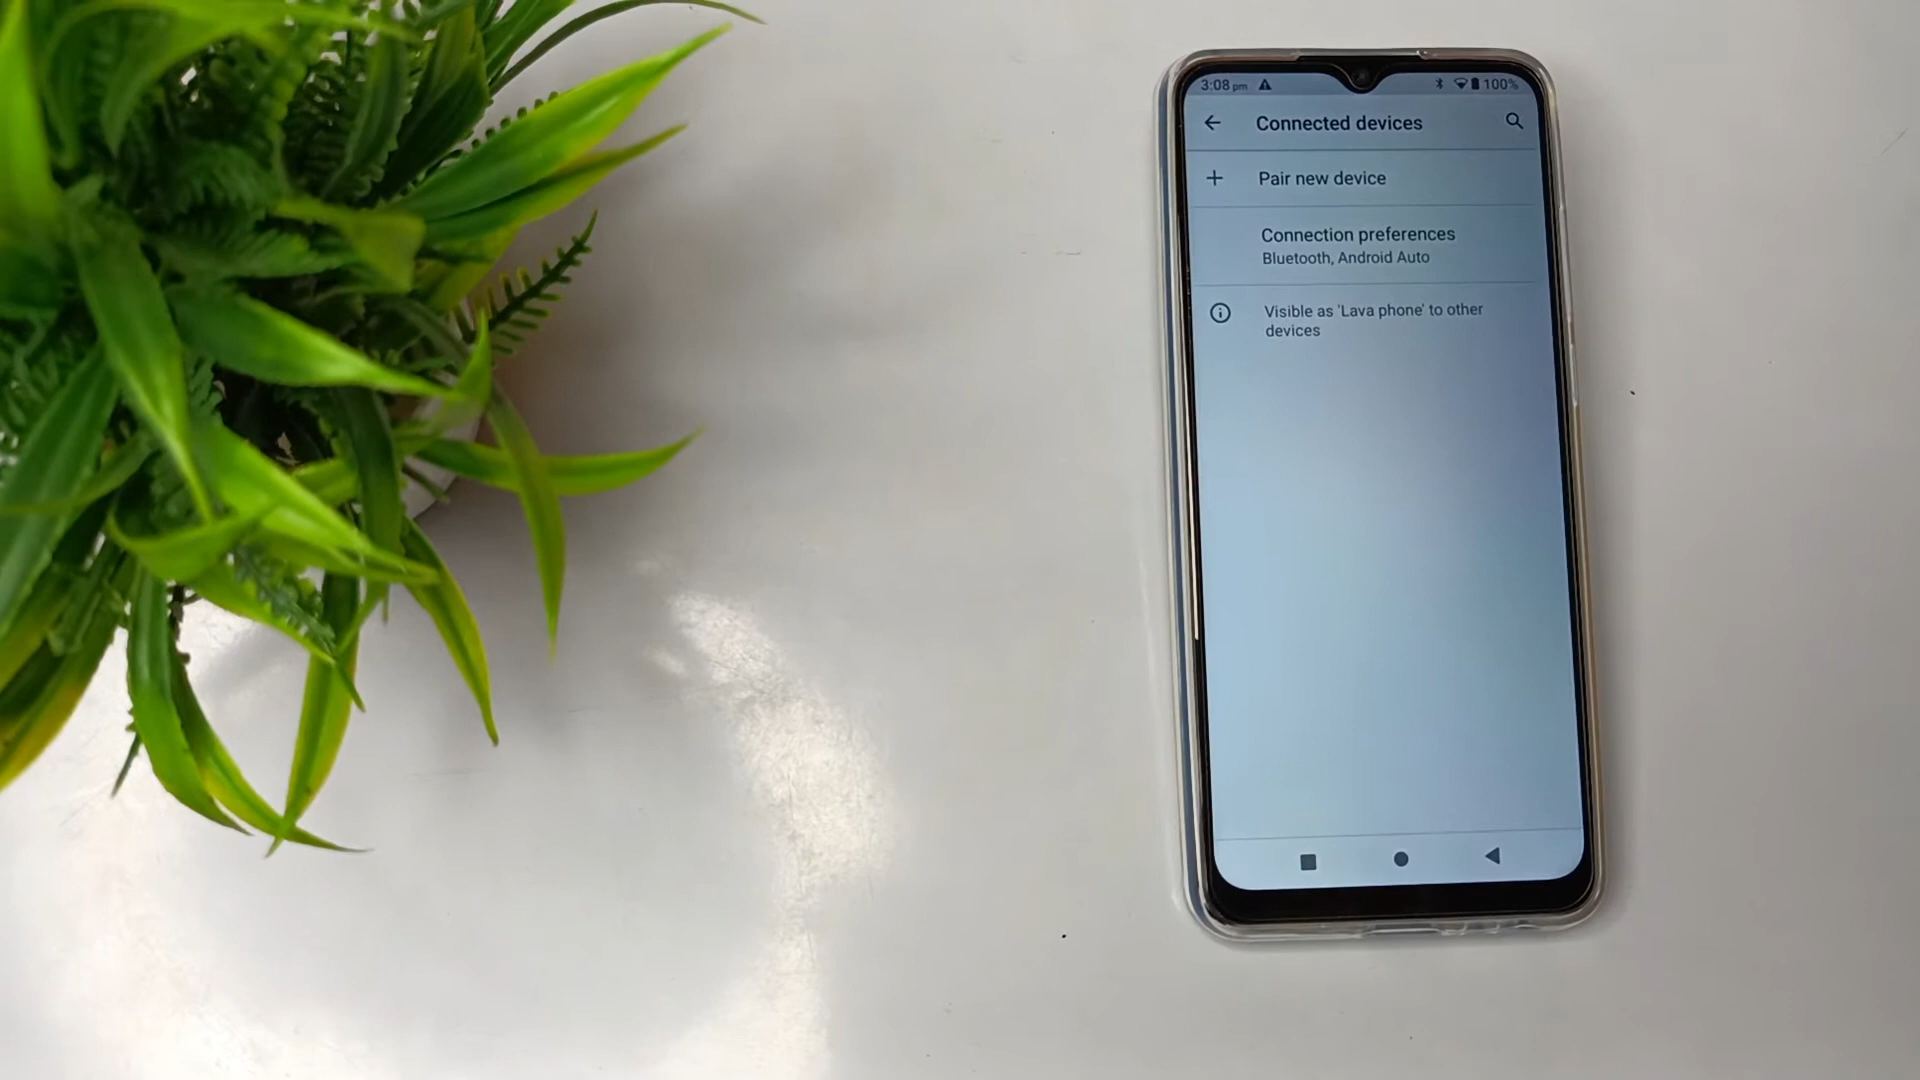 3:08 pm 100%
Connected devices
Pair new device
Connection preferences
Bluetooth, Android Auto
Visible as 'Lava phone' to other
devices